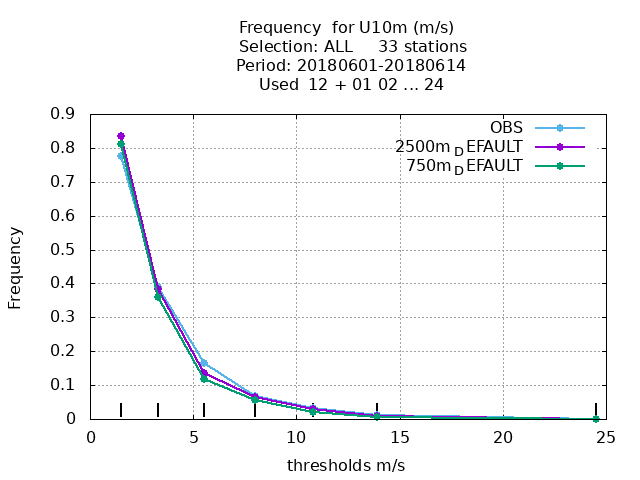 Frequency  for U10m (m/s)
Selection: ALL     33 stations
Period: 20180601-20180614
Used  12 + 01 02 ... 24
OBS
2500m_DEFAULT
750m_DEFAULT
0.9
0.8
0.7
0.6
0.5
0.4
0.3
0.2
0.1
0
Frequency
0 5 10 15 20 25
thresholds m/s